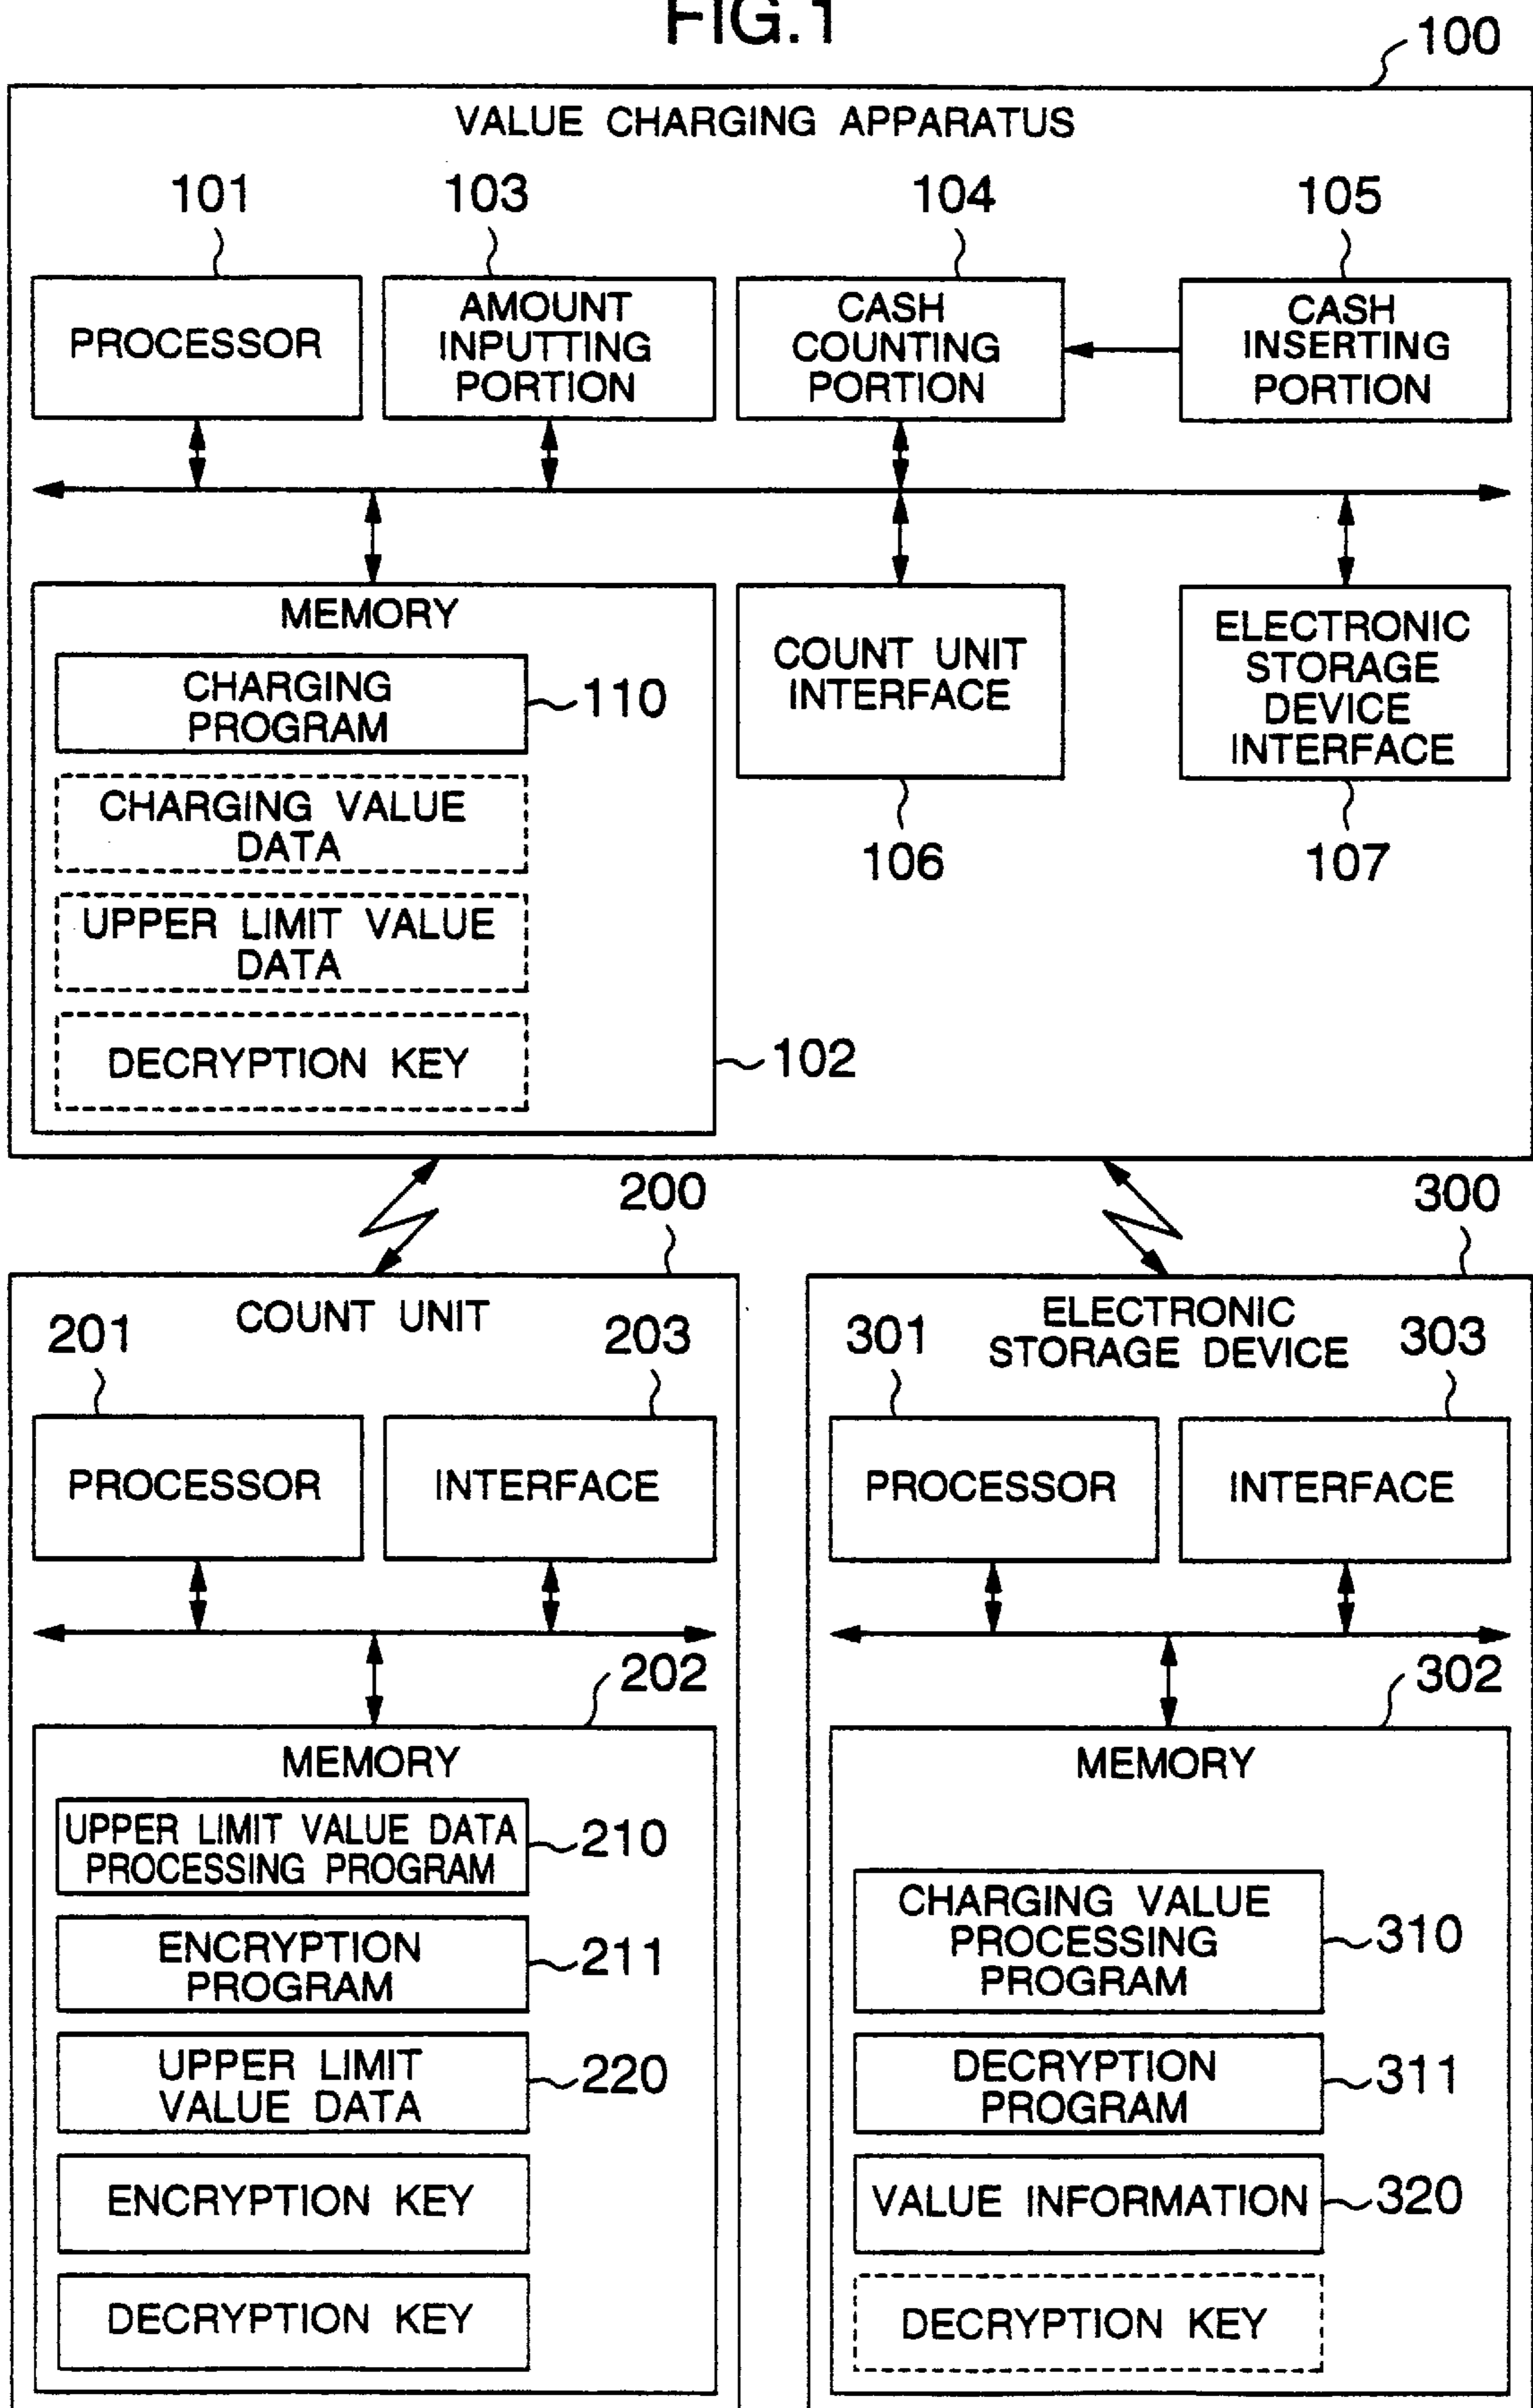 FIG.1
100
VALUE CHARGING APPARATUS
101
103
104
105
PROCESSOR
AMOUNT
INPUTTING
PORTION
CASH
COUNTING
PORTION
CASH
INSERTING
PORTION
MEMORY
CHARGING
PROGRAM
110
CHARGING VALUE
DATA
UPPER LIMIT VALUE
DATA
DECRYPTION KEY
102
COUNT UNIT
INTERFACE
106
ELECTRONIC
STORAGE
DEVICE
INTERFACE
107
200
COUNT UNIT
201
203
PROCESSOR
INTERFACE
202
MEMORY
UPPER LIMIT VALUE DATA
PROCESSING PROGRAM
210
ENCRYPTION
PROGRAM
211
UPPER LIMIT
VALUE DATA
220
ENCRYPTION KEY
DECRYPTION KEY
300
ELECTRONIC
STORAGE DEVICE
301
303
PROCESSOR
INTERFACE
302
MEMORY
CHARGING VALUE
PROCESSING
PROGRAM
310
DECRYPTION
PROGRAM
311
VALUE INFORMATION
320
DECRYPTION KEY